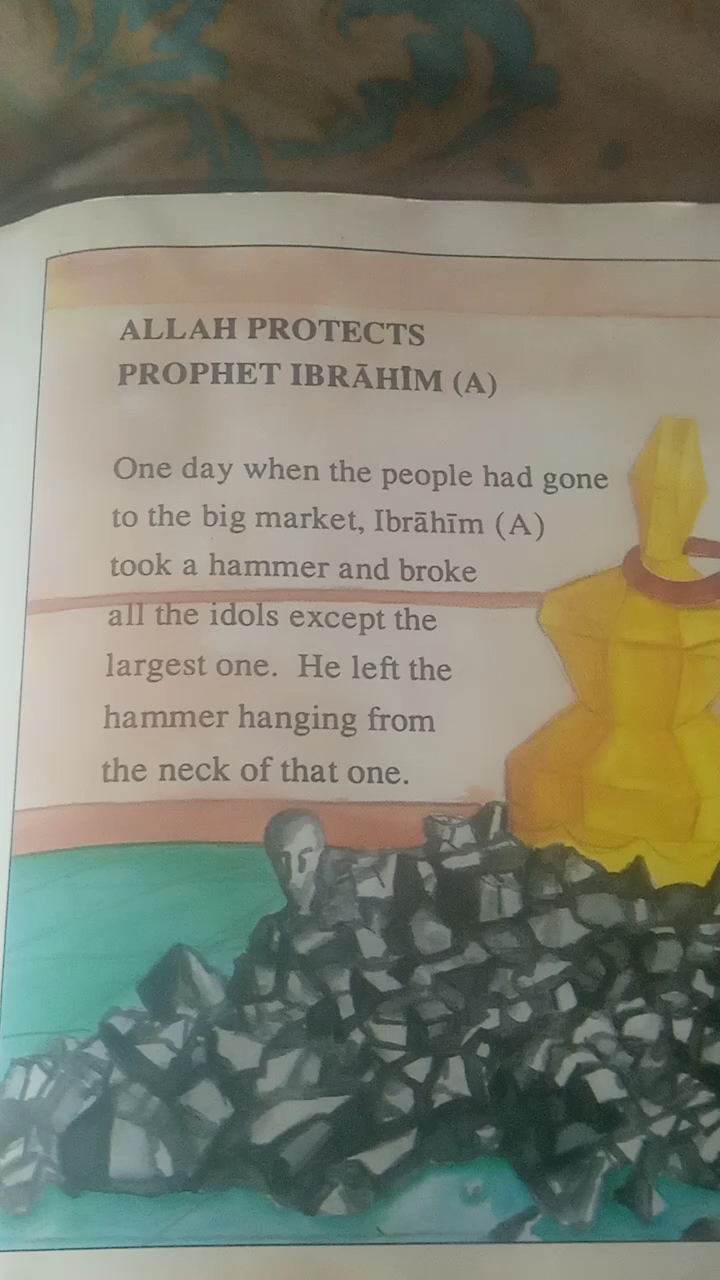 ALLAH PROTECTS
PROPHET IBRĀHĪM (A)
One day when the people had gone
to the big market, Ibrāhīm (A)
took a hammer and broke
all the idols except the
largest one. He left the
hammer hanging from
the neck of that one.